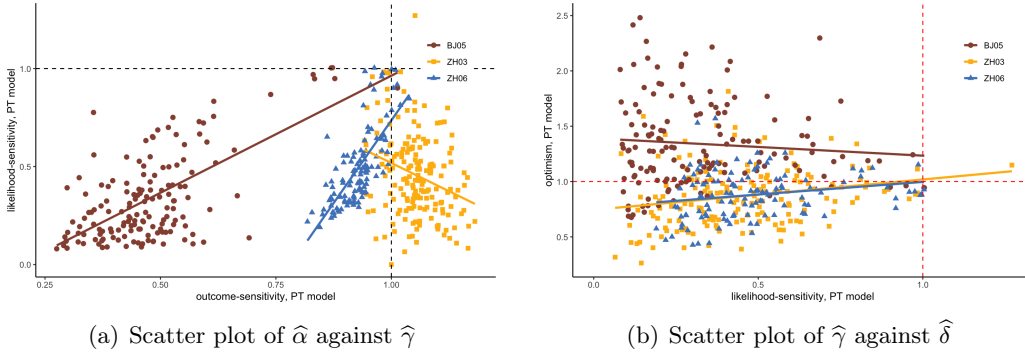 likelihood-sensitivity, PT model
1.0
0.5
0.0
0.25
0.50
0.75
1.00
outcome-sensitivity, PT model
BJ05
ZH03
ZH06
(a) Scatter plot of α̂ against γ̂
optimism, PT model
2.5
2.0
1.5
1.0
0.5
0.0
0.5
1.0
likelihood-sensitivity, PT model
BJ05
ZH03
ZH06
(b) Scatter plot of γ̂ against δ̂